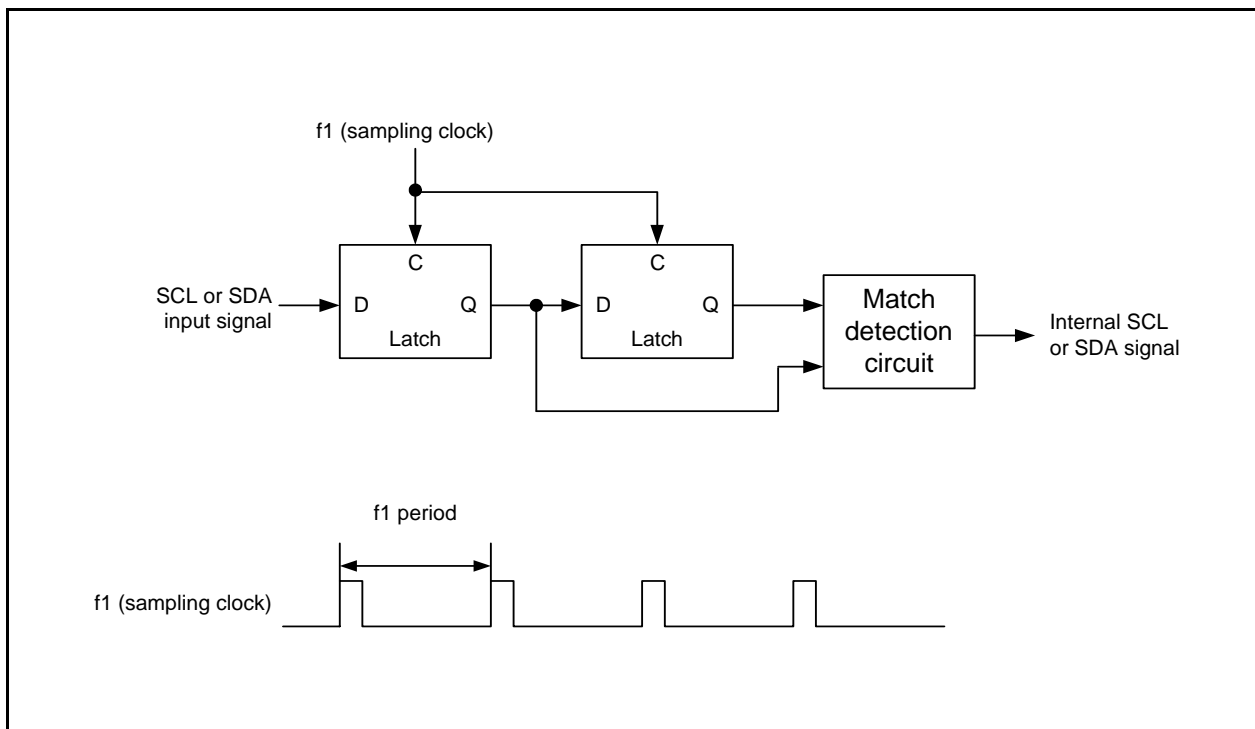 f1 (sampling clock)
C
C
SCL or SDA
input signal
D
Q
D
Q
Latch
Latch
Match
detection
circuit
Internal SCL
or SDA signal
f1 period
f1 (sampling clock)